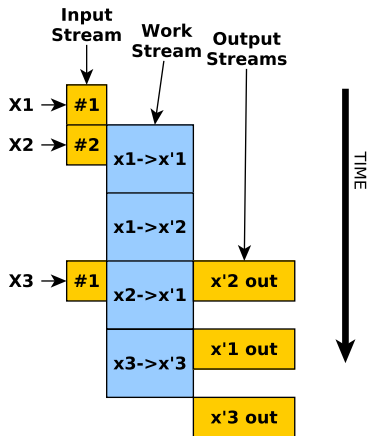 Input
Stream
Work
Stream
Output
Streams
X1
#1
X2
#2
x1->x'1
TIME
x1->x'2
X3
#1
x2->x'1
x'2 out
x3->x'3
x'1 out
x'3 out